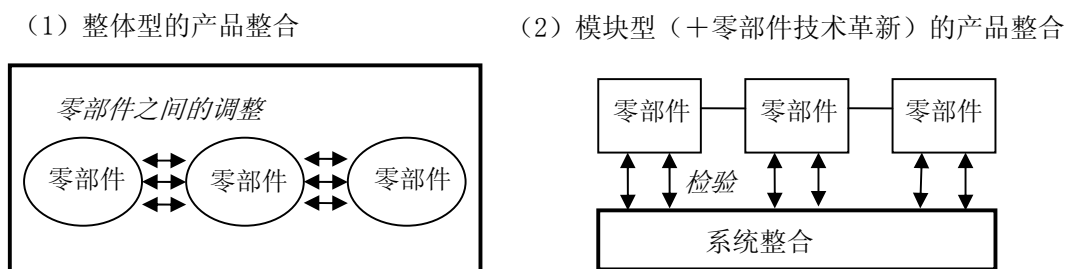 （1）整体型的产品整合
（2）模块型（＋零部件技术革新）的产品整合
零部件之间的调整
零部件 零部件 零部件
零部件 零部件 零部件
检验
系统整合